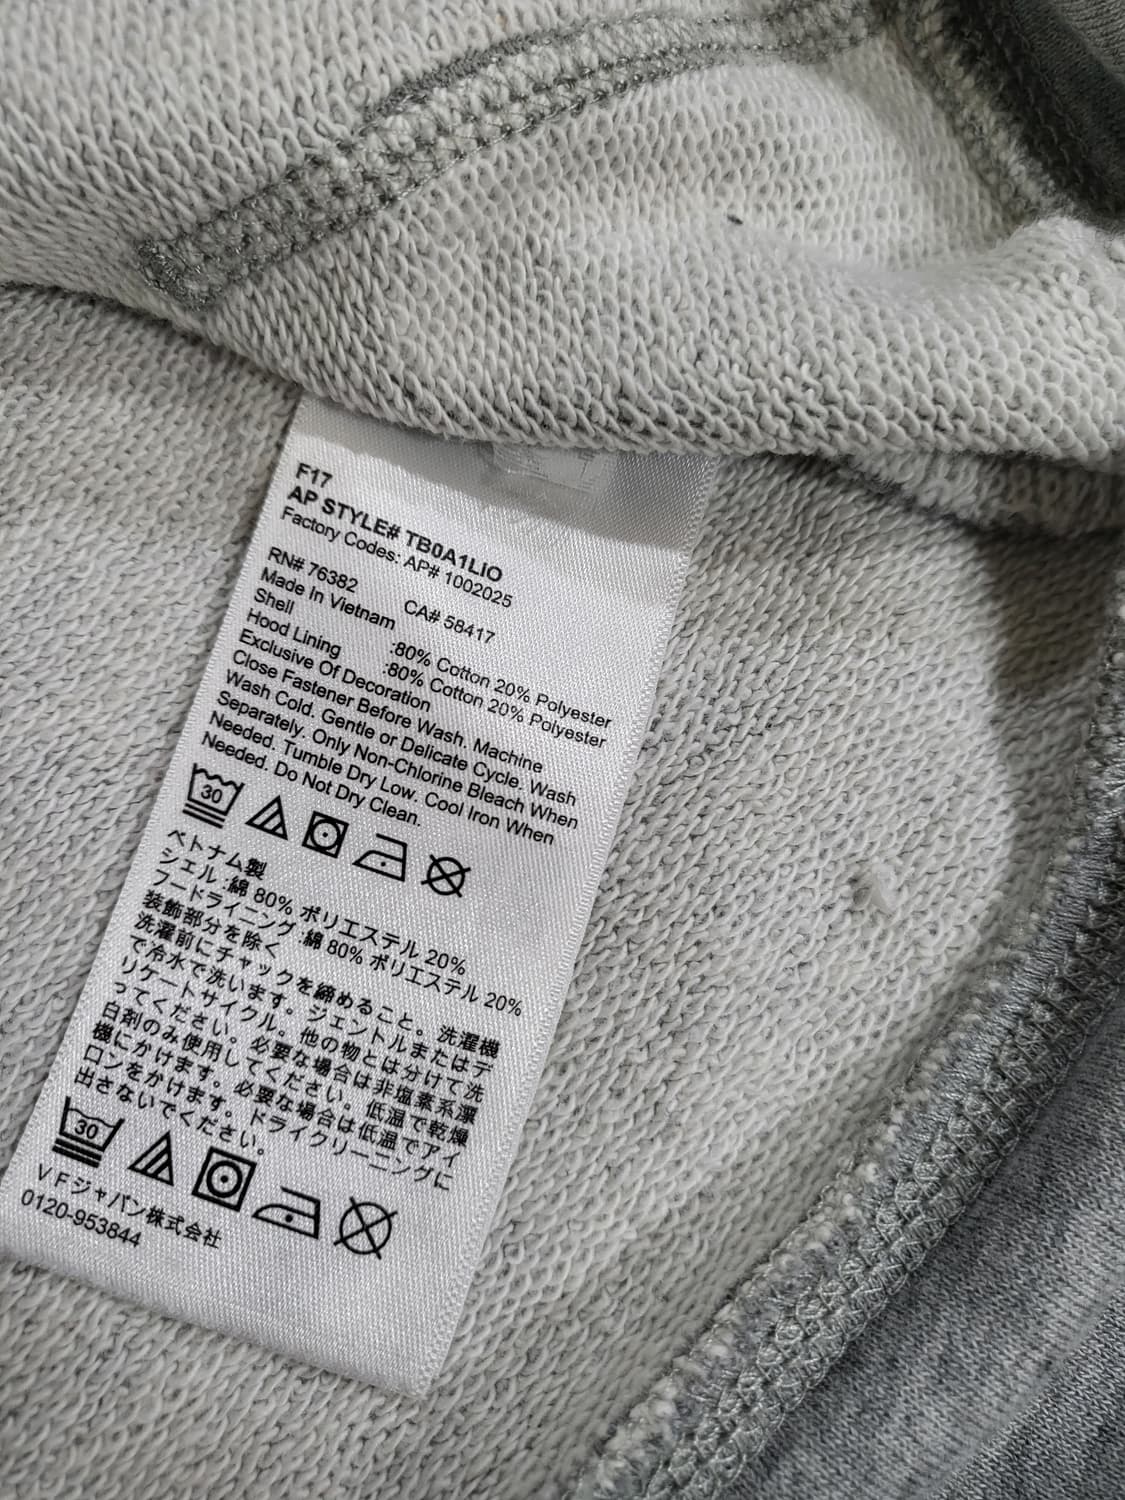 F17
AP STYLE# TB0A1LIO
Factory Codes: AP# 1002025
RN# 76382 CA# 58417
Made In Vietnam
Shell :80% Cotton 20% Polyester
Hood Lining :80% Cotton 20% Polyester
Exclusive Of Decoration
Close Fastener Before Wash. Machine
Wash Cold. Gentle or Delicate Cycle. Wash
Separately. Only Non-Chlorine Bleach When
Needed. Tumble Dry Low. Cool Iron When
Needed. Do Not Dry Clean.
30
ベトナム製
シェル :綿 80% ポリエステル 20%
フードライニング :綿 80% ポリエステル 20%
装飾部分を除く
洗濯前にチャックを締めること。 洗濯機
で冷水で洗います。ジェントルまたはデ
リケートサイクル。他の物とは分けて洗
ってください。必要な場合は非塩素系漂
白剤のみ使用してください。低温で乾燥
機にかけます。必要な場合は低温でアイ
ロンをかけます。ドライクリーニングに
出さないでください。
30
VFジャパン株式会社
0120-953844